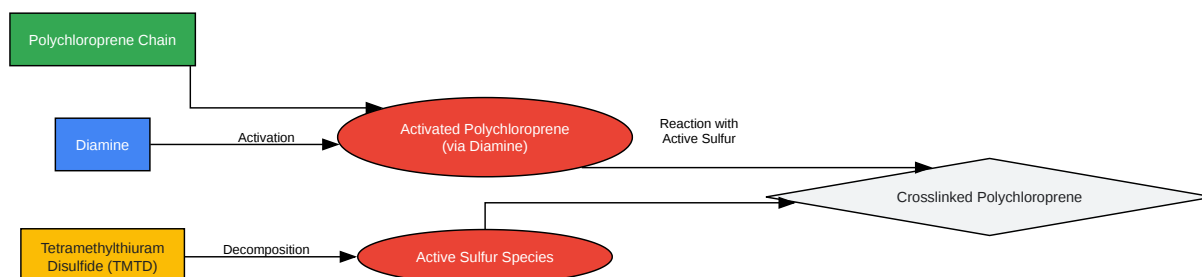 Polychloroprene Chain
Diamine
Activation
Activated Polychloroprene
(via Diamine)
Reaction with
Active Sulfur
Crosslinked Polychloroprene
Tetramethylthiuram
Disulfide (TMTD)
Decomposition
Active Sulfur Species